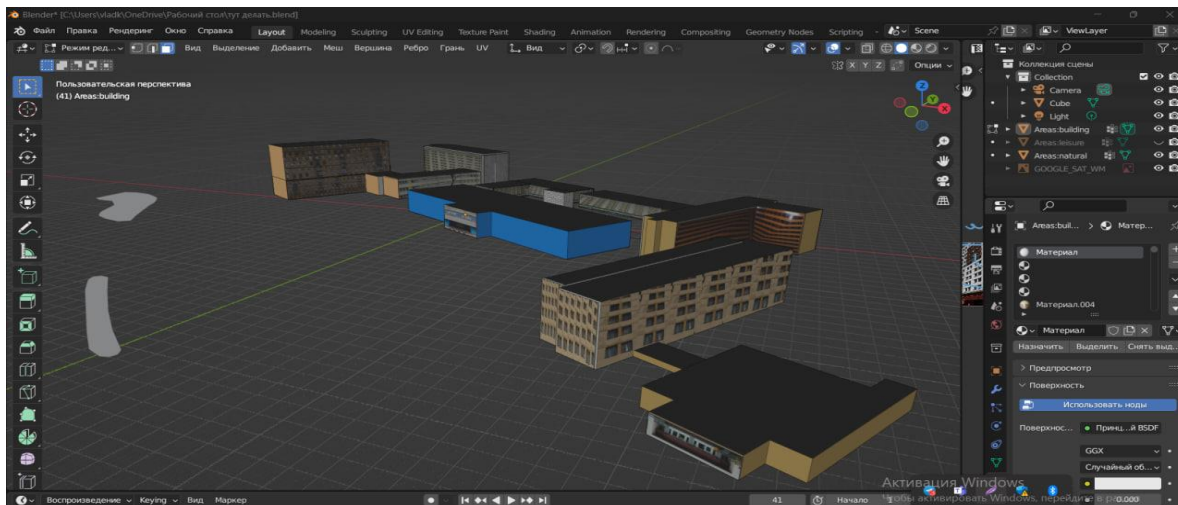 Blender* [C:\Users\vladk\OneDrive\Рабочий стол\тут делать.blend]
Файл Правка Рендеринг Окно Справка Layout Modeling Sculpting UV Editing Texture Paint Shading Animation Rendering Compositing Geometry Nodes Scripting Scene ViewLayer
Режим ред... Вид Выделение Добавить Меш Вершина Ребро Грань UV Вид
X Y Z Опции
Пользовательская перспектива
(41) Areas:building
Z
Y
X
Коллекция сцены
Collection
Camera
Cube
Light
Areas:building
Areas:leisure
Areas:natural
GOOGLE_SAT_WM
Areas:buil... > Матер...
Материал
Материал.004
Материал
Назначить Выделить Снять выд...
Предпросмотр
Поверхность
Использовать ноды
Поверхнос... Принц...й BSDF
GGX
Случайный об...
0.000
Активация Windows
Чтобы активировать Windows, перейдите в раз
Воспроизведение Keying Вид Маркер 41 Начало 1